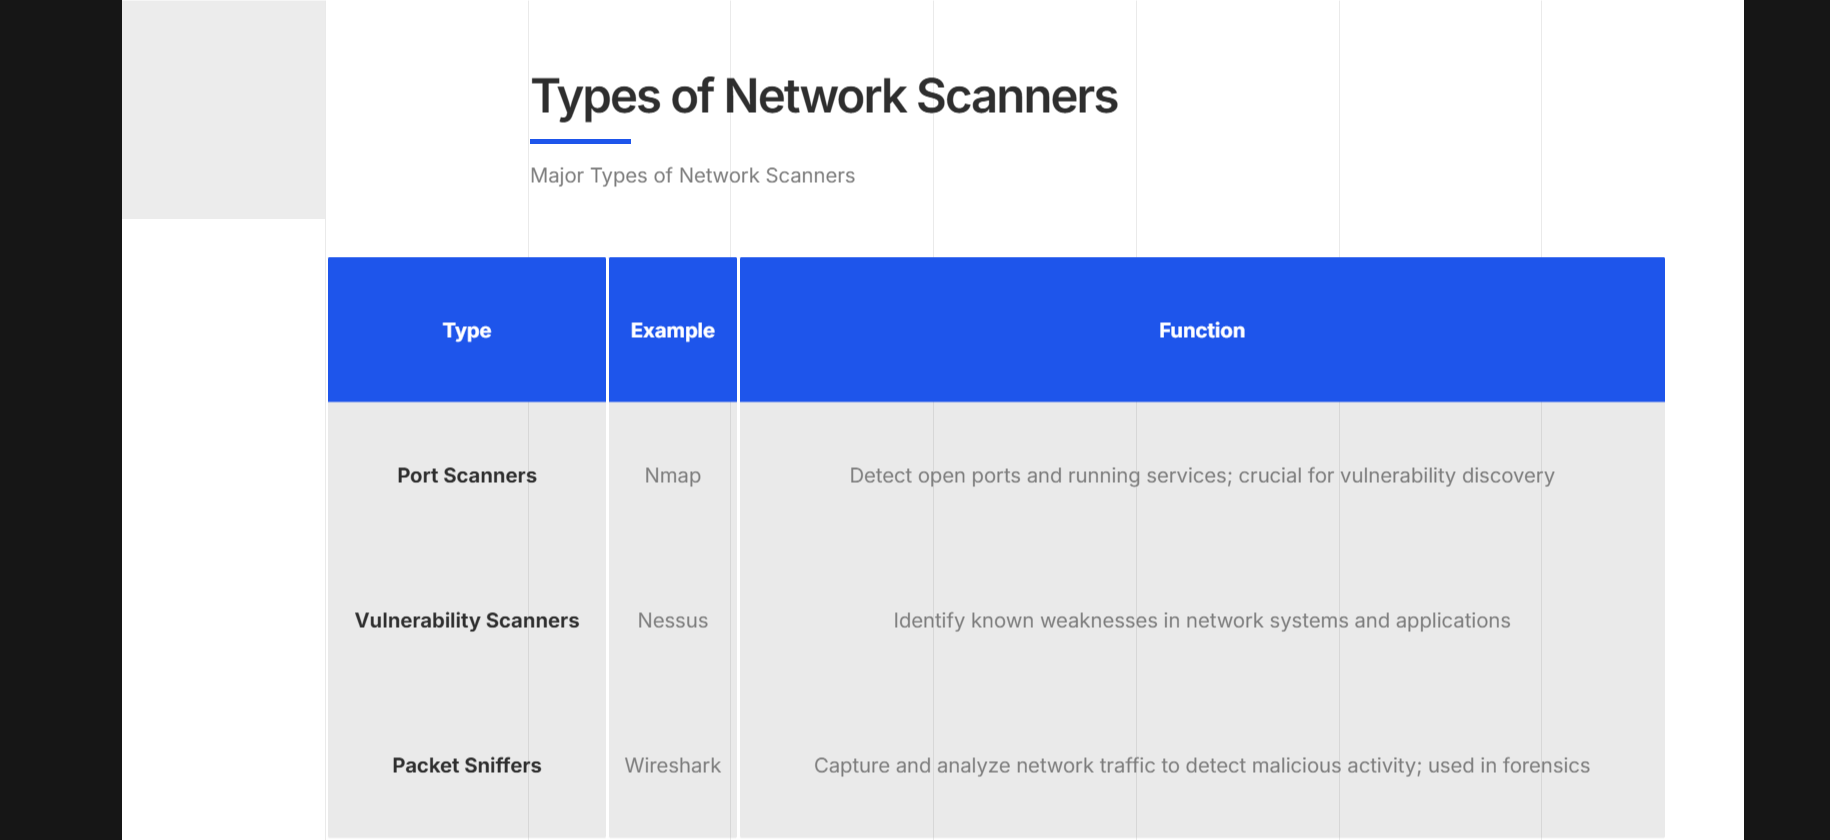 Types of Network Scanners
Major Types of Network Scanners
Type Example Function
Port Scanners Nmap Detect open ports and running services; crucial for vulnerability discovery
Vulnerability Scanners Nessus Identify known weaknesses in network systems and applications
Packet Sniffers Wireshark Capture and analyze network traffic to detect malicious activity; used in forensics